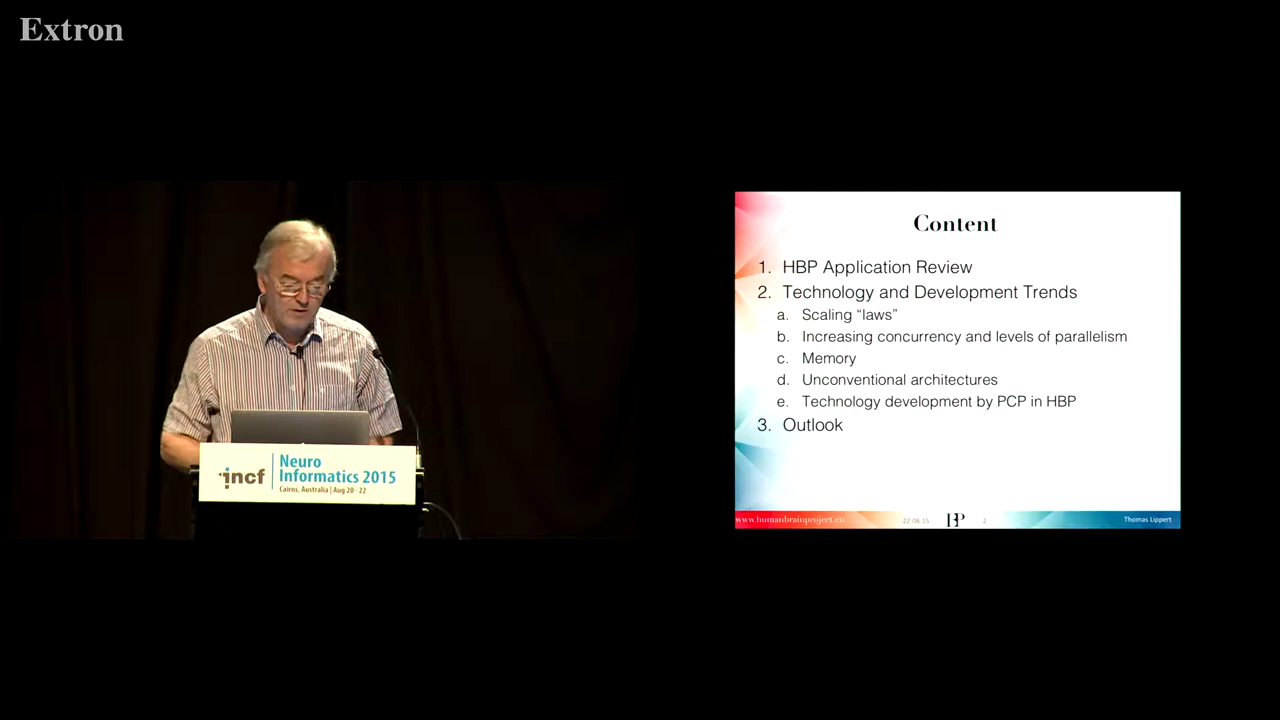 Extron
Content
1. HBP Application Review
2. Technology and Development Trends
a. Scaling “laws”
b. Increasing concurrency and levels of parallelism
c. Memory
d. Unconventional architectures
e. Technology development by PCP in HBP
3. Outlook
www.humanbrainproject.eu
22.08.15
HBP
2
Thomas Lippert
incf
Neuro
Informatics 2015
Cairns, Australia | Aug 20 - 22